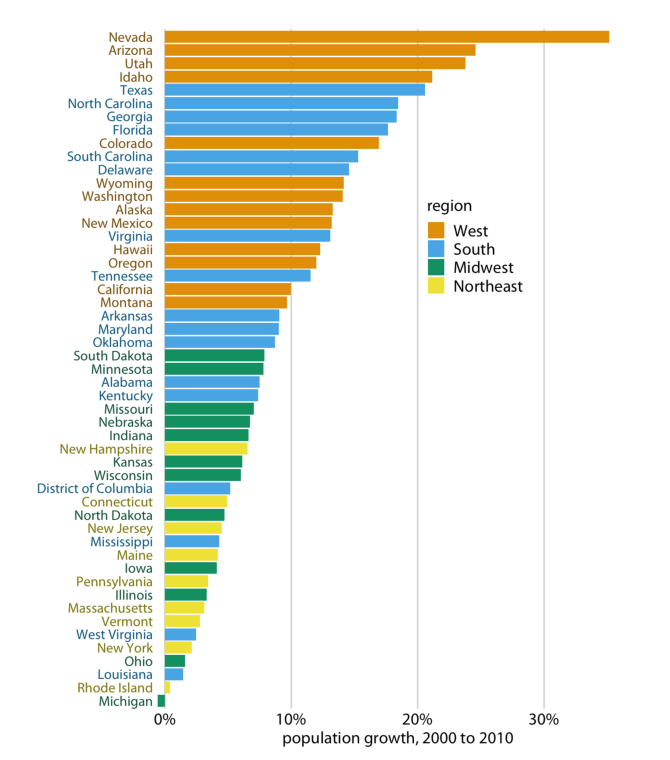 Nevada
Arizona
Utah
Idaho
Texas
North Carolina
Georgia
Florida
Colorado
South Carolina
Delaware
Wyoming
Washington
Alaska
New Mexico
Virginia
Hawaii
Oregon
Tennessee
California
Montana
Arkansas
Maryland
Oklahoma
South Dakota
Minnesota
Alabama
Kentucky
Missouri
Nebraska
Indiana
New Hampshire
Kansas
Wisconsin
District of Columbia
Connecticut
North Dakota
New Jersey
Mississippi
Maine
Iowa
Pennsylvania
Illinois
Massachusetts
Vermont
West Virginia
New York
Ohio
Louisiana
Rhode Island
Michigan
region
West
South
Midwest
Northeast
0% 10% 20% 30%
population growth, 2000 to 2010